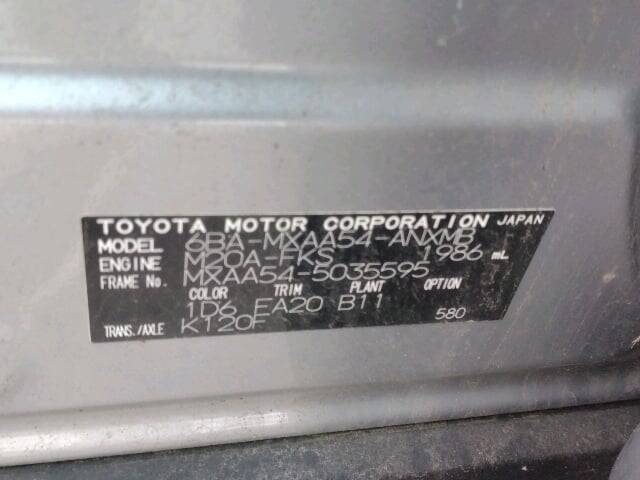 TOYOTA MOTOR CORPORATION JAPAN
MODEL 6BA-MXAA54-ANXMB
ENGINE M20A-FKS 1986 mL
FRAME No. MXAA54-5035595
COLOR TRIM PLANT OPTION
1D6 EA20 B11 580
TRANS./AXLE K120F